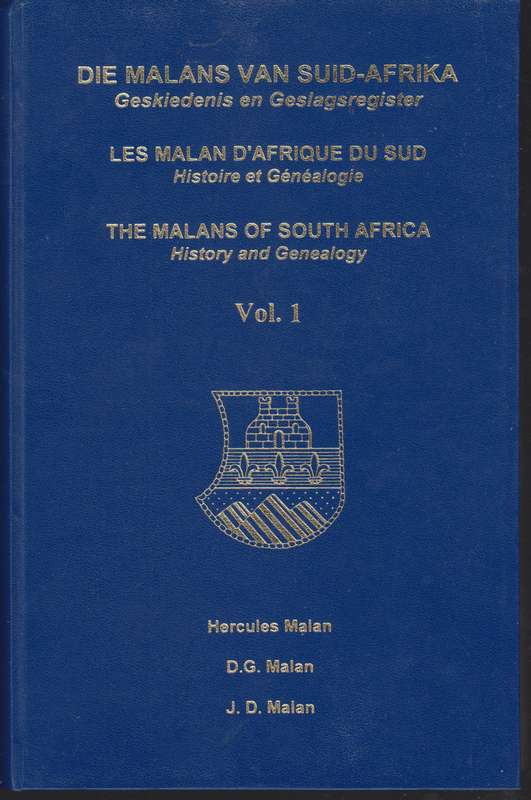 DIE MALANS VAN SUID-AFRIKA
Geskiedenis en Geslagsregister
LES MALAN D'AFRIQUE DU SUD
Histoire et Généalogie
THE MALANS OF SOUTH AFRICA
History and Genealogy
Vol. 1
Hercules Malan
D.G. Malan
J. D. Malan